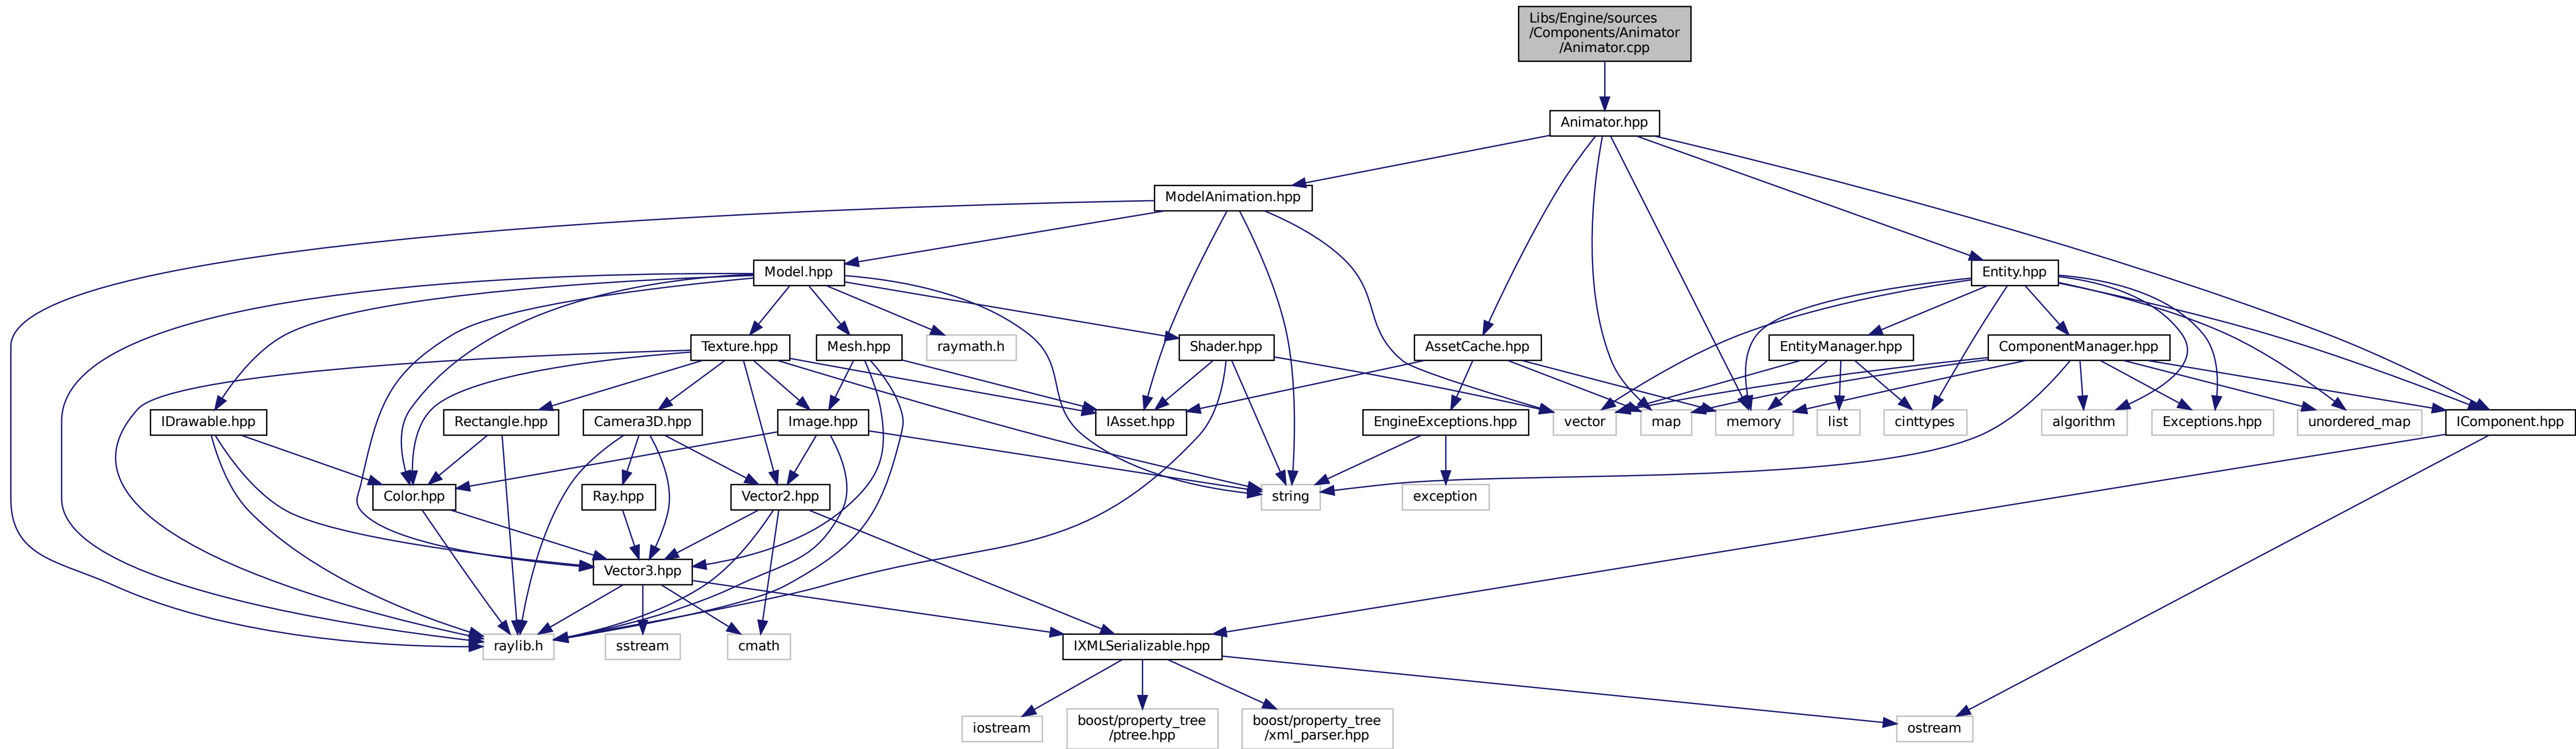 Libs/Engine/sources
/Components/Animator
/Animator.cpp
Animator.hpp
ModelAnimation.hpp
Model.hpp
Entity.hpp
Texture.hpp
Mesh.hpp
raymath.h
Shader.hpp
AssetCache.hpp
EntityManager.hpp
ComponentManager.hpp
IDrawable.hpp
Rectangle.hpp
Camera3D.hpp
Image.hpp
IAsset.hpp
EngineExceptions.hpp
vector
map
memory
list
cinttypes
algorithm
Exceptions.hpp
unordered_map
IComponent.hpp
Color.hpp
Ray.hpp
Vector2.hpp
string
exception
Vector3.hpp
raylib.h
sstream
cmath
IXMLSerializable.hpp
iostream
boost/property_tree
/ptree.hpp
boost/property_tree
/xml_parser.hpp
ostream